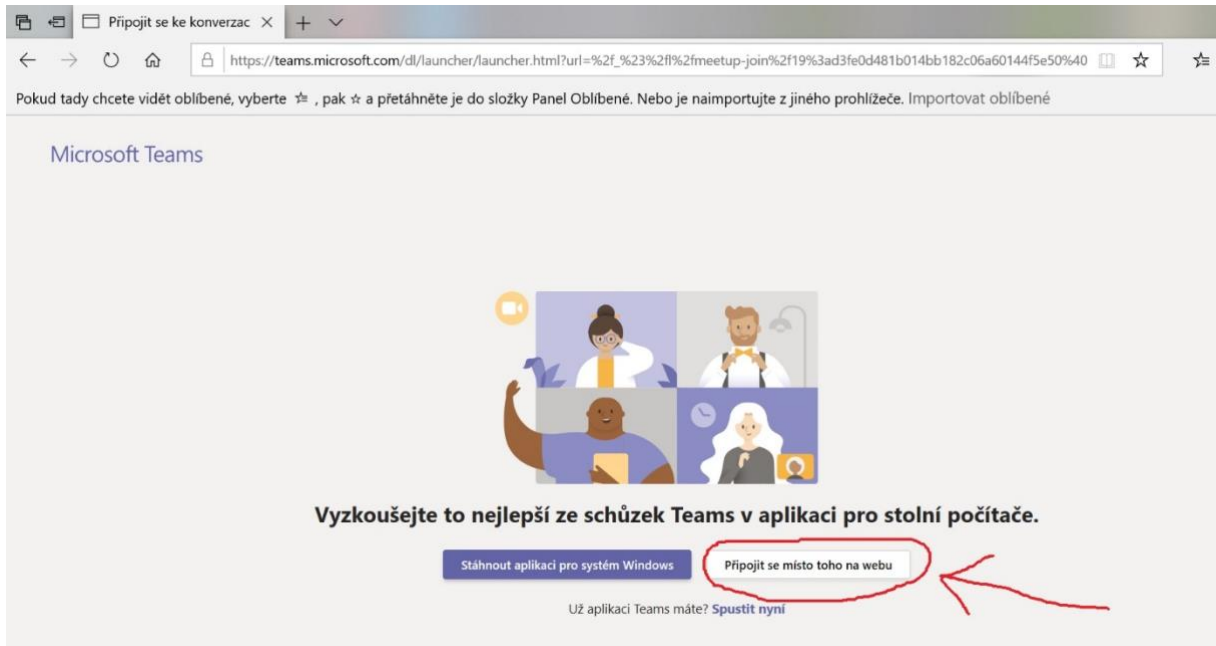 Připojit se ke konverzac
https://teams.microsoft.com/dl/launcher/launcher.html?url=%2f_%23%2fl%2fmeetup-join%2f19%3ad3fe0d481b014bb182c06a60144f5e50%40
Pokud tady chcete vidět oblíbené, vyberte , pak a přetáhněte je do složky Panel Oblíbené. Nebo je naimportujte z jiného prohlížeče. Importovat oblíbené
Microsoft Teams
Vyzkoušejte to nejlepší ze schůzek Teams v aplikaci pro stolní počítače.
Stáhnout aplikaci pro systém Windows
Připojit se místo toho na webu
Už aplikaci Teams máte? Spustit nyní